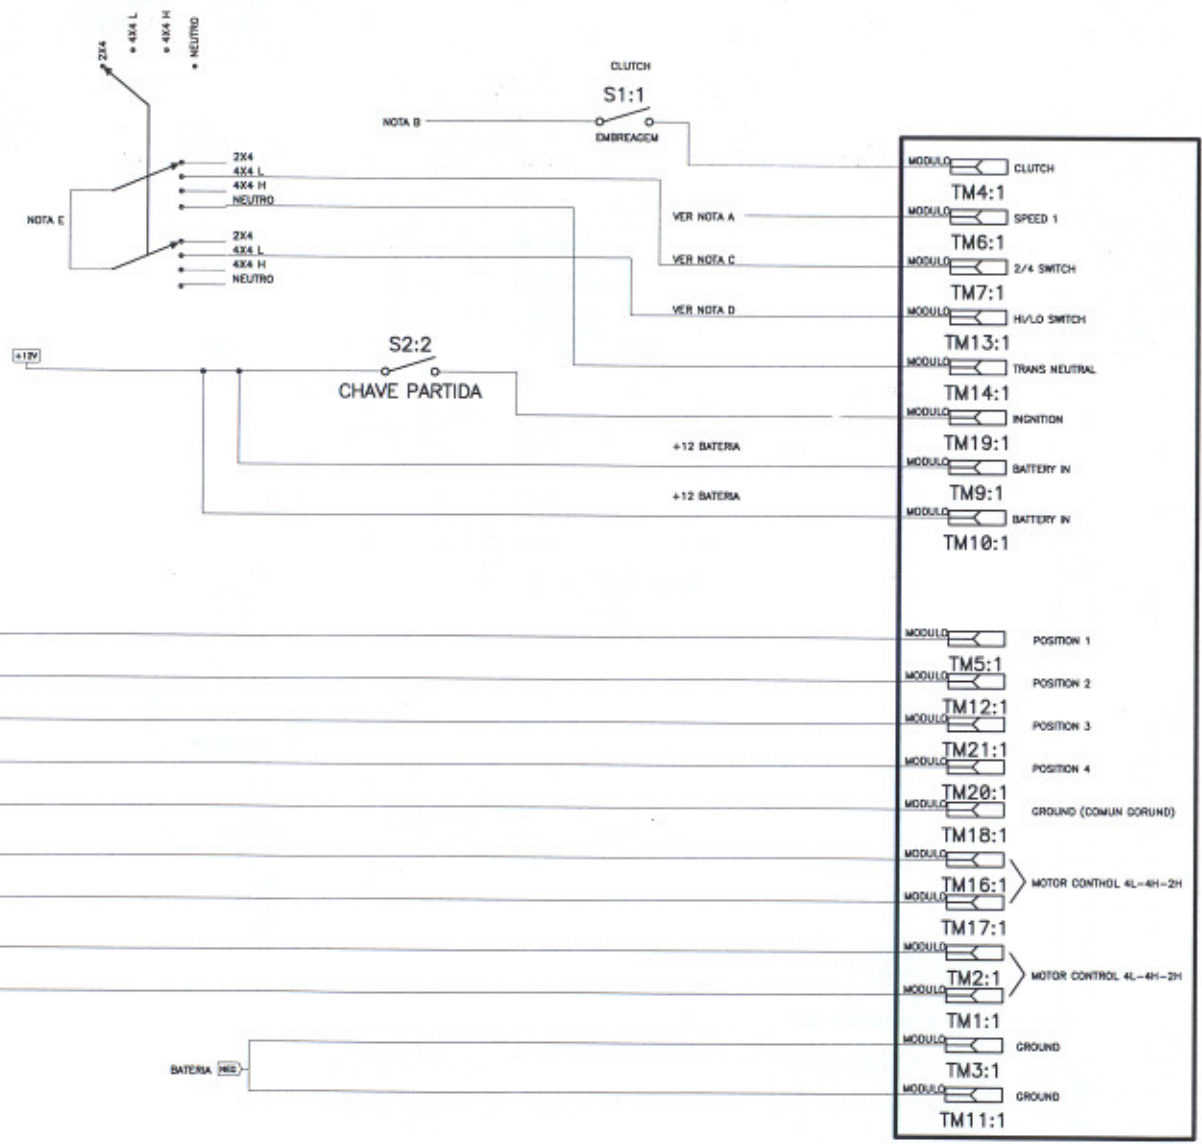 2X4
4X4 L
4X4 H
NEUTRO
CLUTCH
S1:1
NOTA B
EMBREAGEM
2X4
4X4 L
4X4 H
NEUTRO
NOTA E
2X4
4X4 L
4X4 H
NEUTRO
VER NOTA A
VER NOTA C
VER NOTA D
+12V
S2:2
CHAVE PARTIDA
+12 BATERIA
+12 BATERIA
MODULO CLUTCH
TM4:1
MODULO SPEED 1
TM6:1
MODULO 2/4 SWITCH
TM7:1
MODULO HI/LO SWITCH
TM13:1
MODULO TRANS NEUTRAL
TM14:1
MODULO INGNITION
TM19:1
MODULO BATTERY IN
TM9:1
MODULO BATTERY IN
TM10:1
MODULO POSITION 1
TM5:1
MODULO POSITION 2
TM12:1
MODULO POSITION 3
TM21:1
MODULO POSITION 4
TM20:1
MODULO GROUND (COMUN GORUND)
TM18:1
MODULO
TM16:1 MOTOR CONTHOL 4L-4H-2H
MODULO
TM17:1
MODULO
TM2:1 MOTOR CONTROL 4L-4H-2H
MODULO
TM1:1
MODULO GROUND
TM3:1
BATERIA NEG
MODULO GROUND
TM11:1